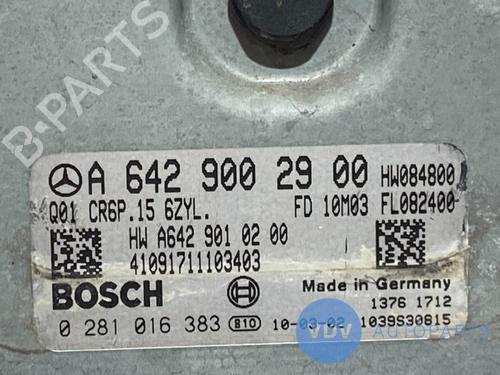 B-PARTS
A 642 900 29 00 HW084800
Q01 CR6P.15 6ZYL. FD 10M03 FL082400
HW A642 901 02 00
41091711103403
BOSCH Made in Germany
1376 1712
0 281 016 383 B10 10-03-02 1039S30815
VDV AUTOPARTS